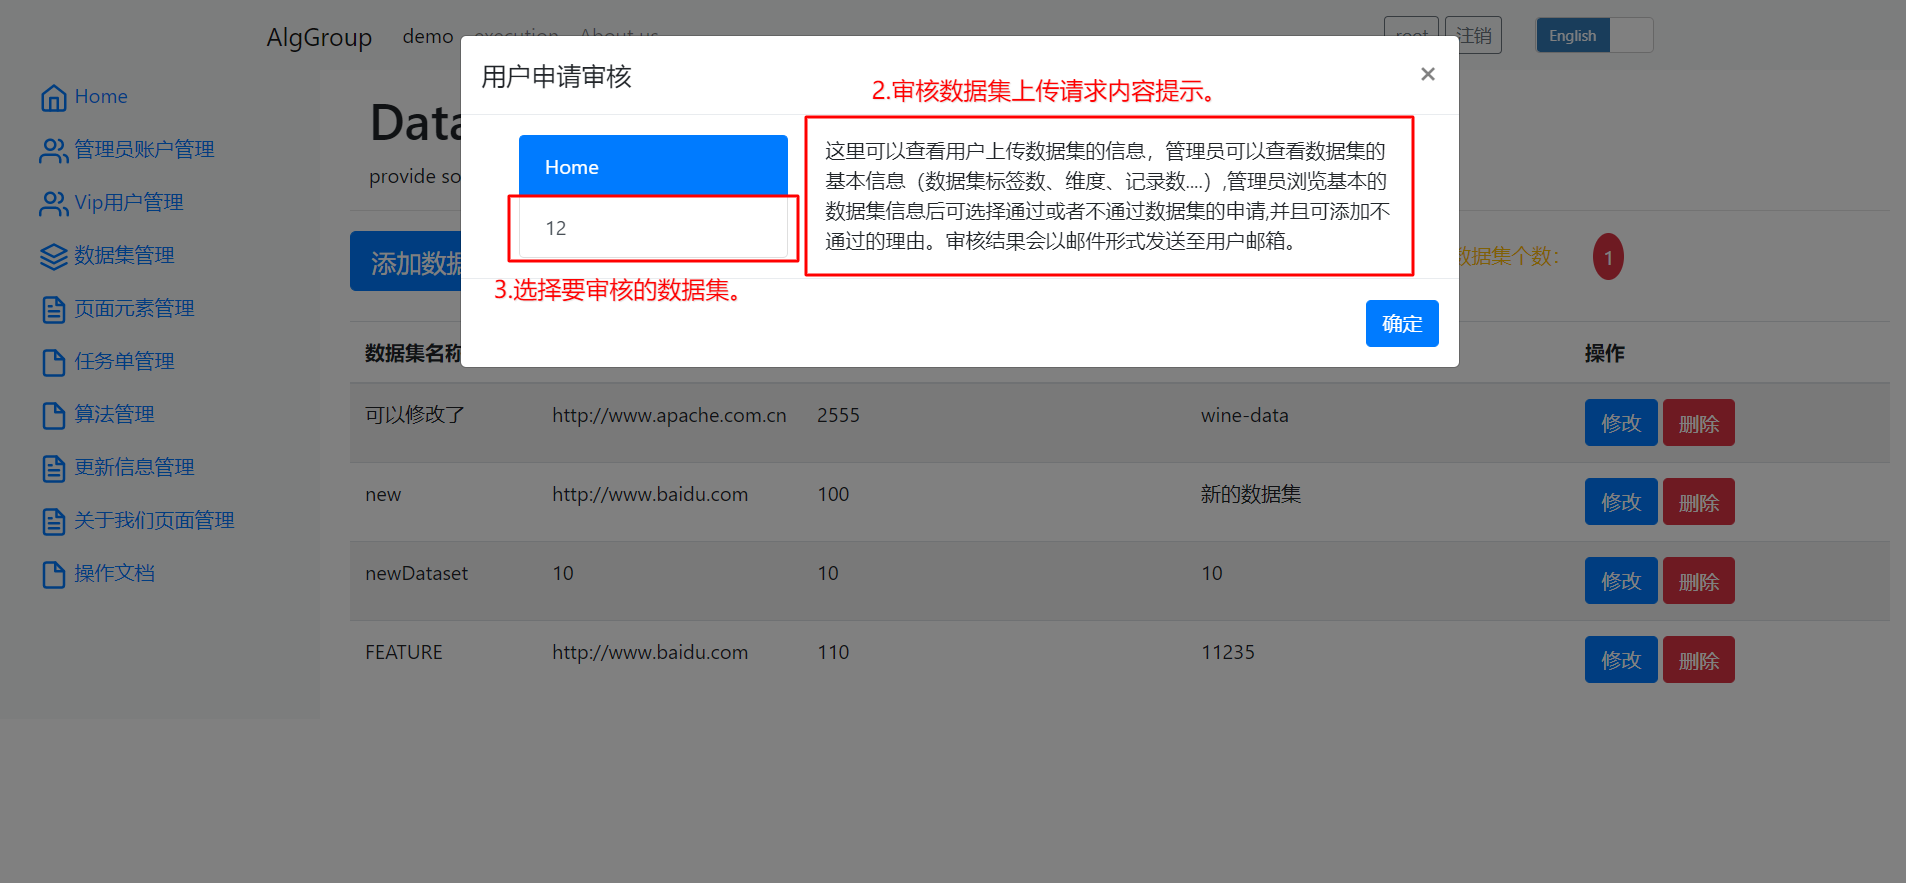 AlgGroup demo execution About us root 注销 English
Home
管理员账户管理
Vip用户管理
数据集管理
页面元素管理
任务单管理
算法管理
更新信息管理
关于我们页面管理
操作文档
Data
provide so
添加数据
数据集个数： 1
用户申请审核 ×
2.审核数据集上传请求内容提示。
Home
12
3.选择要审核的数据集。
这里可以查看用户上传数据集的信息，管理员可以查看数据集的
基本信息（数据集标签数、维度、记录数....）,管理员浏览基本的
数据集信息后可选择通过或者不通过数据集的申请,并且可添加不
通过的理由。审核结果会以邮件形式发送至用户邮箱。
确定
数据集名称 操作
可以修改了 http://www.apache.com.cn 2555 wine-data 修改 删除
new http://www.baidu.com 100 新的数据集 修改 删除
newDataset 10 10 10 修改 删除
FEATURE http://www.baidu.com 110 11235 修改 删除